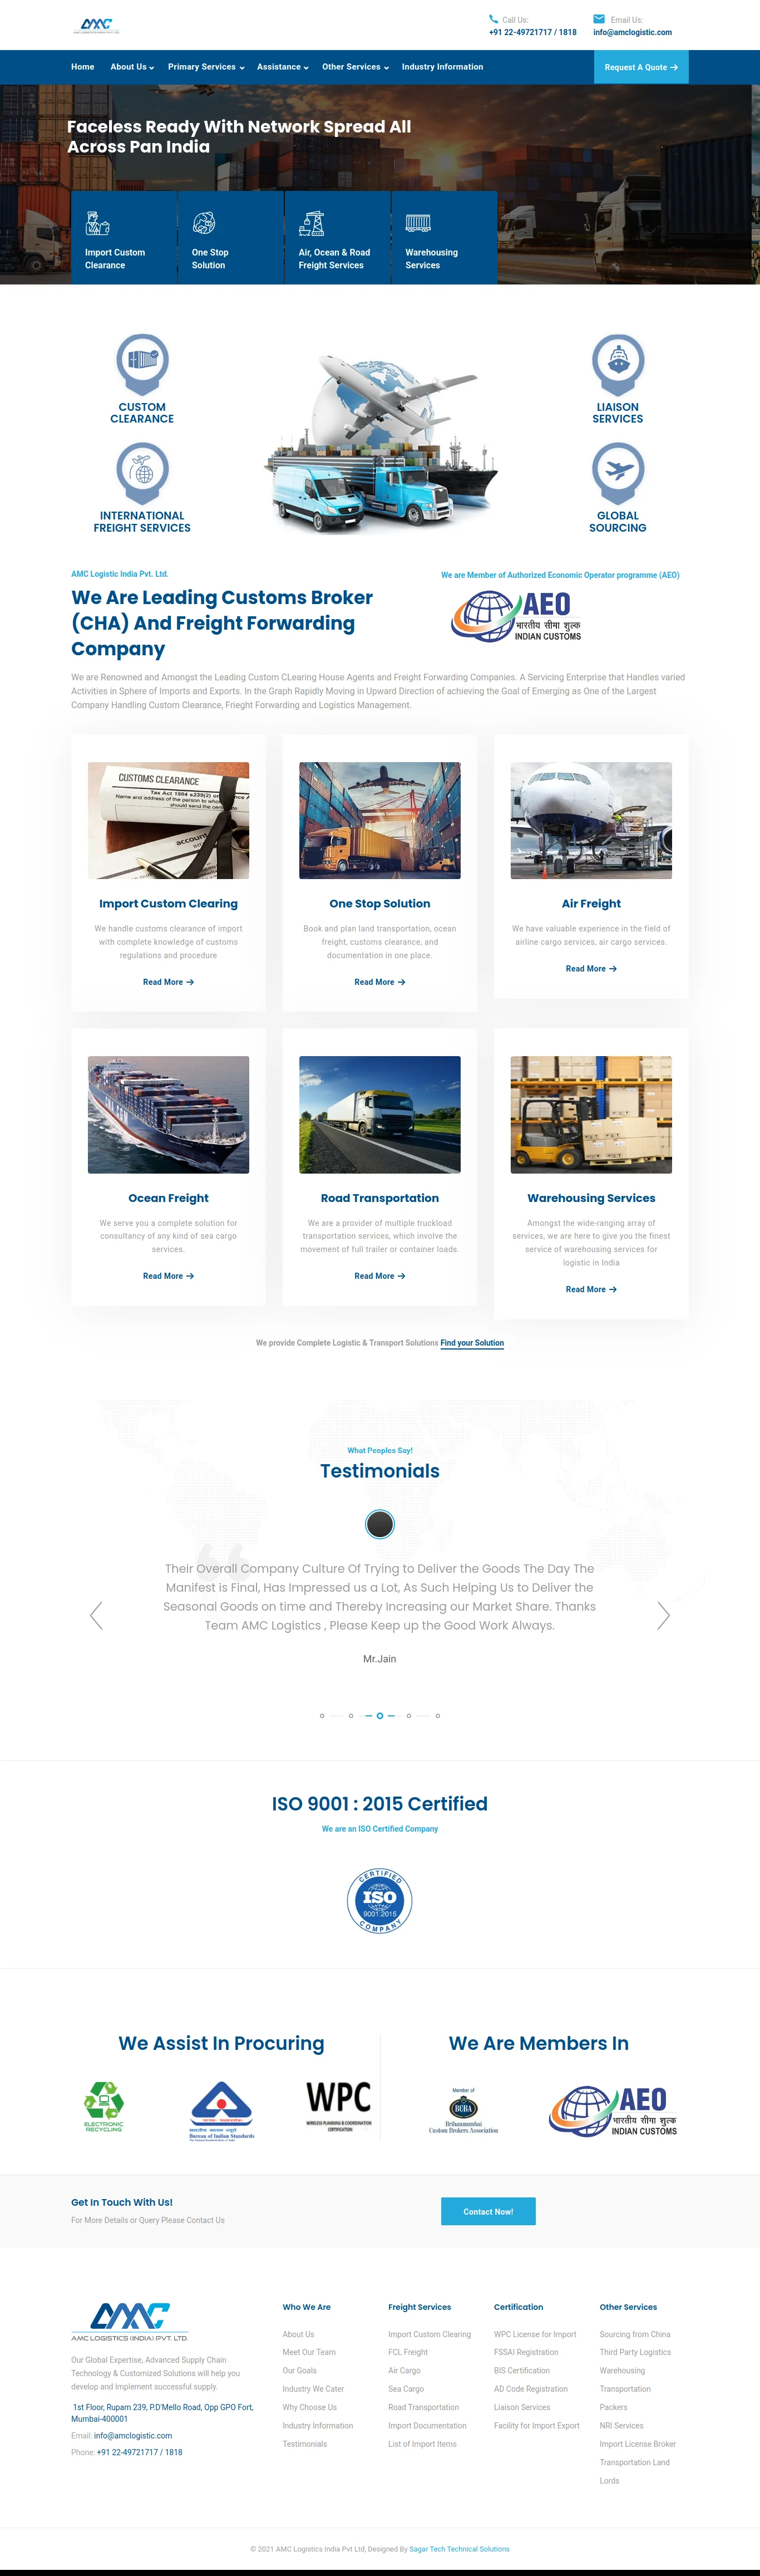 AMC
AMC LOGISTICS (INDIA) PVT. LTD.
Call Us:
+91 22-49721717 / 1818
Email Us:
info@amclogistic.com
Home About Us Primary Services Assistance Other Services Industry Information
Request A Quote
Faceless Ready With Network Spread All
Across Pan India
Import Custom
Clearance
One Stop
Solution
Air, Ocean & Road
Freight Services
Warehousing
Services
CUSTOM
CLEARANCE
LIAISON
SERVICES
INTERNATIONAL
FREIGHT SERVICES
GLOBAL
SOURCING
AMC Logistic India Pvt. Ltd.
We Are Leading Customs Broker
(CHA) And Freight Forwarding
Company
We are Member of Authorized Economic Operator programme (AEO)
AEO
भारतीय सीमा शुल्क
INDIAN CUSTOMS
We are Renowned and Amongst the Leading Custom CLearing House Agents and Freight Forwarding Companies. A Servicing Enterprise that Handles varied
Activities in Sphere of Imports and Exports. In the Graph Rapidly Moving in Upward Direction of achieving the Goal of Emerging as One of the Largest
Company Handling Custom Clearance, Frieght Forwarding and Logistics Management.
CUSTOMS CLEARANCE
Import Custom Clearing
We handle customs clearance of import
with complete knowledge of customs
regulations and procedure
Read More
One Stop Solution
Book and plan land transportation, ocean
freight, customs clearance, and
documentation in one place.
Read More
Air Freight
We have valuable experience in the field of
airline cargo services, air cargo services.
Read More
Ocean Freight
We serve you a complete solution for
consultancy of any kind of sea cargo
services.
Read More
Road Transportation
We are a provider of multiple truckload
transportation services, which involve the
movement of full trailer or container loads.
Read More
Warehousing Services
Amongst the wide-ranging array of
services, we are here to give you the finest
service of warehousing services for
logistic in India
Read More
We provide Complete Logistic & Transport Solutions Find your Solution
What Peoples Say!
Testimonials
Their Overall Company Culture Of Trying to Deliver the Goods The Day The
Manifest is Final, Has Impressed us a Lot, As Such Helping Us to Deliver the
Seasonal Goods on time and Thereby Increasing our Market Share. Thanks
Team AMC Logistics , Please Keep up the Good Work Always.
Mr.Jain
ISO 9001 : 2015 Certified
We are an ISO Certified Company
CERTIFIED
ISO
9001:2015
COMPANY
We Assist In Procuring
ELECTRONIC
RECYCLING
Bureau of Indian Standards
WPC
WIRELESS PLANNING & COORDINATION
CERTIFICATION
We Are Members In
Member of
BCBA
Brihanmumbai
Custom Brokers Association
AEO
भारतीय सीमा शुल्क
INDIAN CUSTOMS
Get In Touch With Us!
For More Details or Query Please Contact Us
Contact Now!
AMC
AMC LOGISTICS (INDIA) PVT. LTD.
Our Global Expertise, Advanced Supply Chain
Technology & Customized Solutions will help you
develop and Implement successful supply.
1st Floor, Rupam 239, P.D'Mello Road, Opp GPO Fort,
Mumbai-400001
Email: info@amclogistic.com
Phone: +91 22-49721717 / 1818
Who We Are
About Us
Meet Our Team
Our Goals
Industry We Cater
Why Choose Us
Industry Information
Testimonials
Freight Services
Import Custom Clearing
FCL Freight
Air Cargo
Sea Cargo
Road Transportation
Import Documentation
List of Import Items
Certification
WPC License for Import
FSSAI Registration
BIS Certification
AD Code Registration
Liaison Services
Facility for Import Export
Other Services
Sourcing from China
Third Party Logistics
Warehousing
Transportation
Packers
NRI Services
Import License Broker
Transportation Land
Lords
© 2021 AMC Logistics India Pvt Ltd, Designed By Sagar Tech Technical Solutions